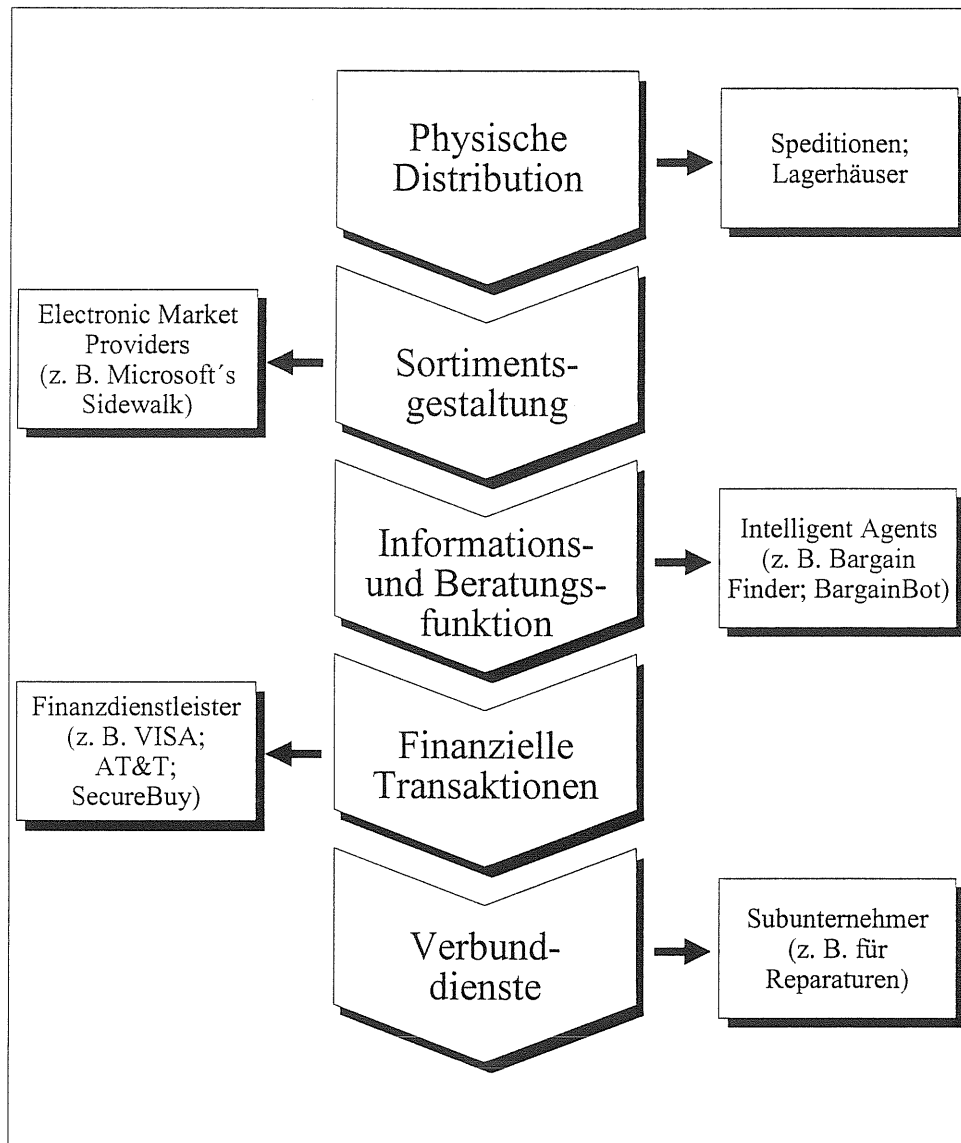 Physische
Distribution
Speditionen;
Lagerhäuser
Electronic Market
Providers
(z. B. Microsoft´s
Sidewalk)
Sortiments-
gestaltung
Informations-
und Beratungs-
funktion
Intelligent Agents
(z. B. Bargain
Finder; BargainBot)
Finanzdienstleister
(z. B. VISA;
AT&T;
SecureBuy)
Finanzielle
Transaktionen
Verbund-
dienste
Subunternehmer
(z. B. für
Reparaturen)